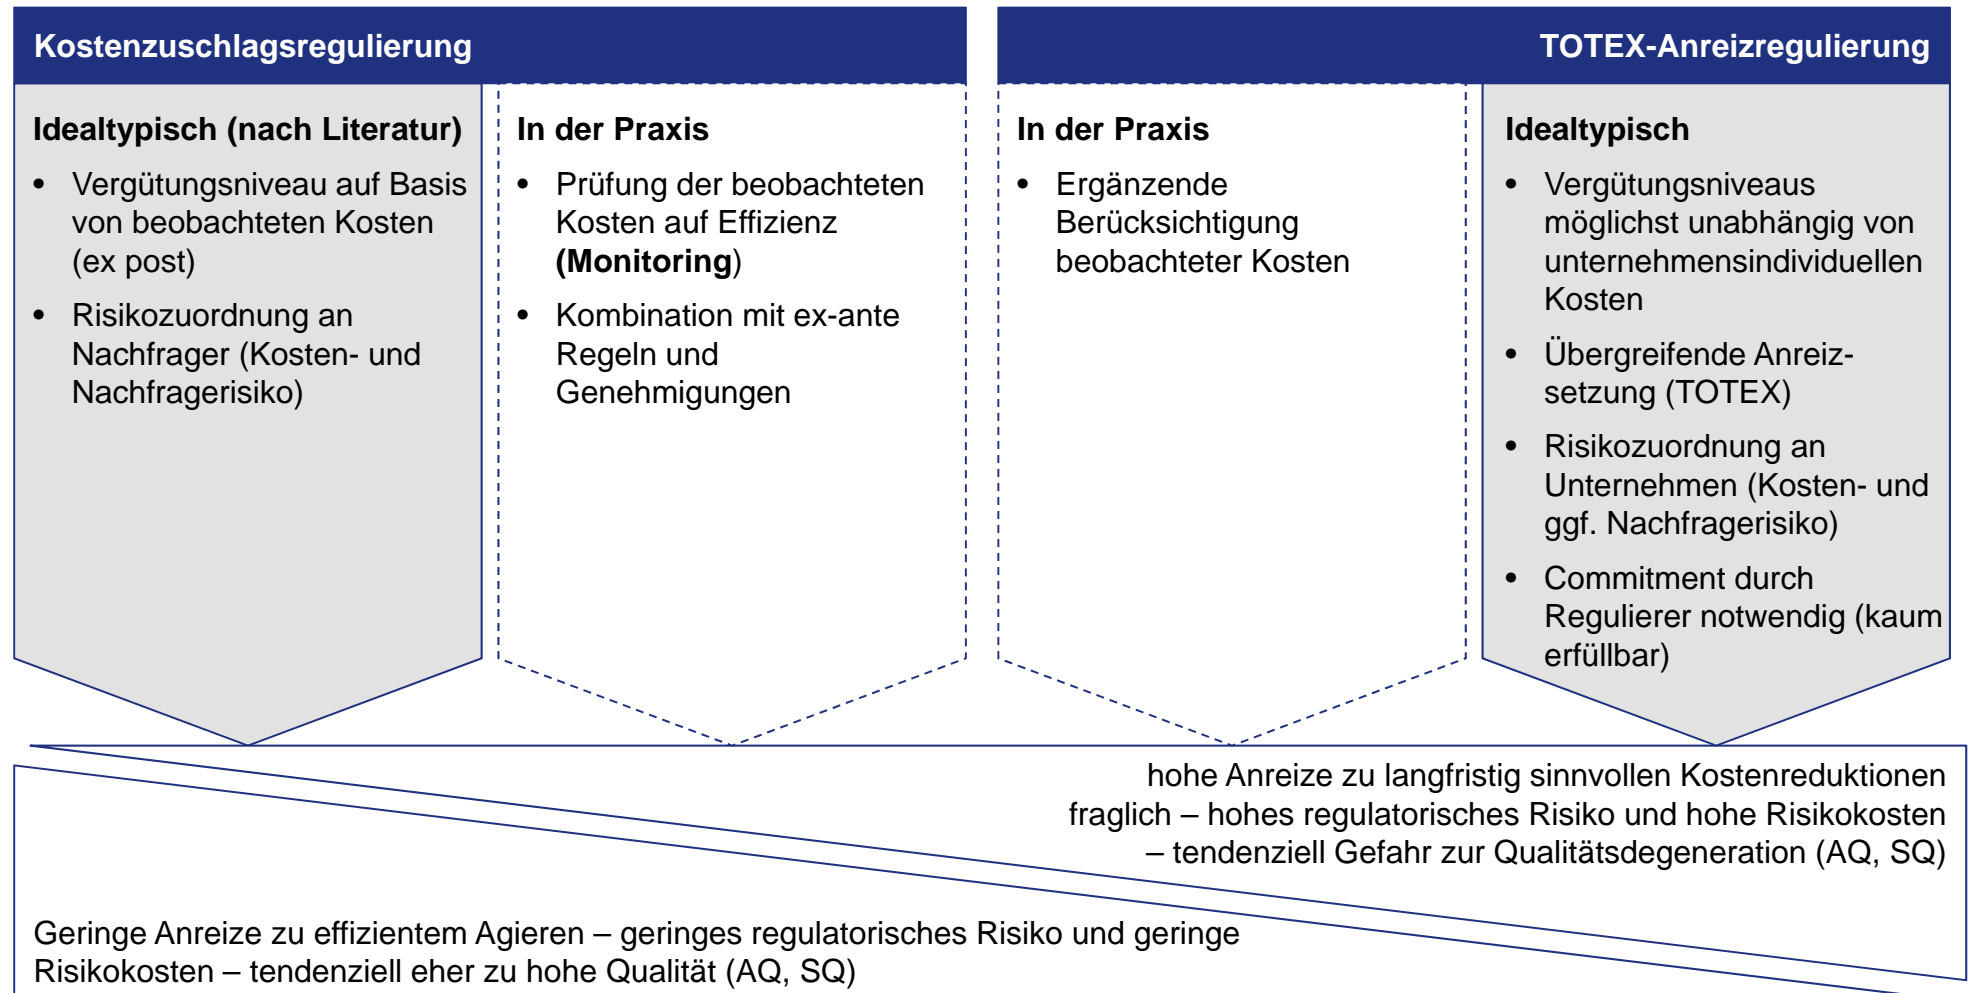 Kostenzuschlagsregulierung
TOTEX-Anreizregulierung
Idealtypisch (nach Literatur)
• Vergütungsniveau auf Basis
von beobachteten Kosten
(ex post)
• Risikozuordnung an
Nachfrager (Kosten- und
Nachfragerisiko)
In der Praxis
• Prüfung der beobachteten
Kosten auf Effizienz
(Monitoring)
• Kombination mit ex-ante
Regeln und
Genehmigungen
In der Praxis
• Ergänzende
Berücksichtigung
beobachteter Kosten
Idealtypisch
• Vergütungsniveaus
möglichst unabhängig von
unternehmensindividuellen
Kosten
• Übergreifende Anreiz-
setzung (TOTEX)
• Risikozuordnung an
Unternehmen (Kosten- und
ggf. Nachfragerisiko)
• Commitment durch
Regulierer notwendig (kaum
erfüllbar)
hohe Anreize zu langfristig sinnvollen Kostenreduktionen
fraglich – hohes regulatorisches Risiko und hohe Risikokosten
– tendenziell Gefahr zur Qualitätsdegeneration (AQ, SQ)
Geringe Anreize zu effizientem Agieren – geringes regulatorisches Risiko und geringe
Risikokosten – tendenziell eher zu hohe Qualität (AQ, SQ)